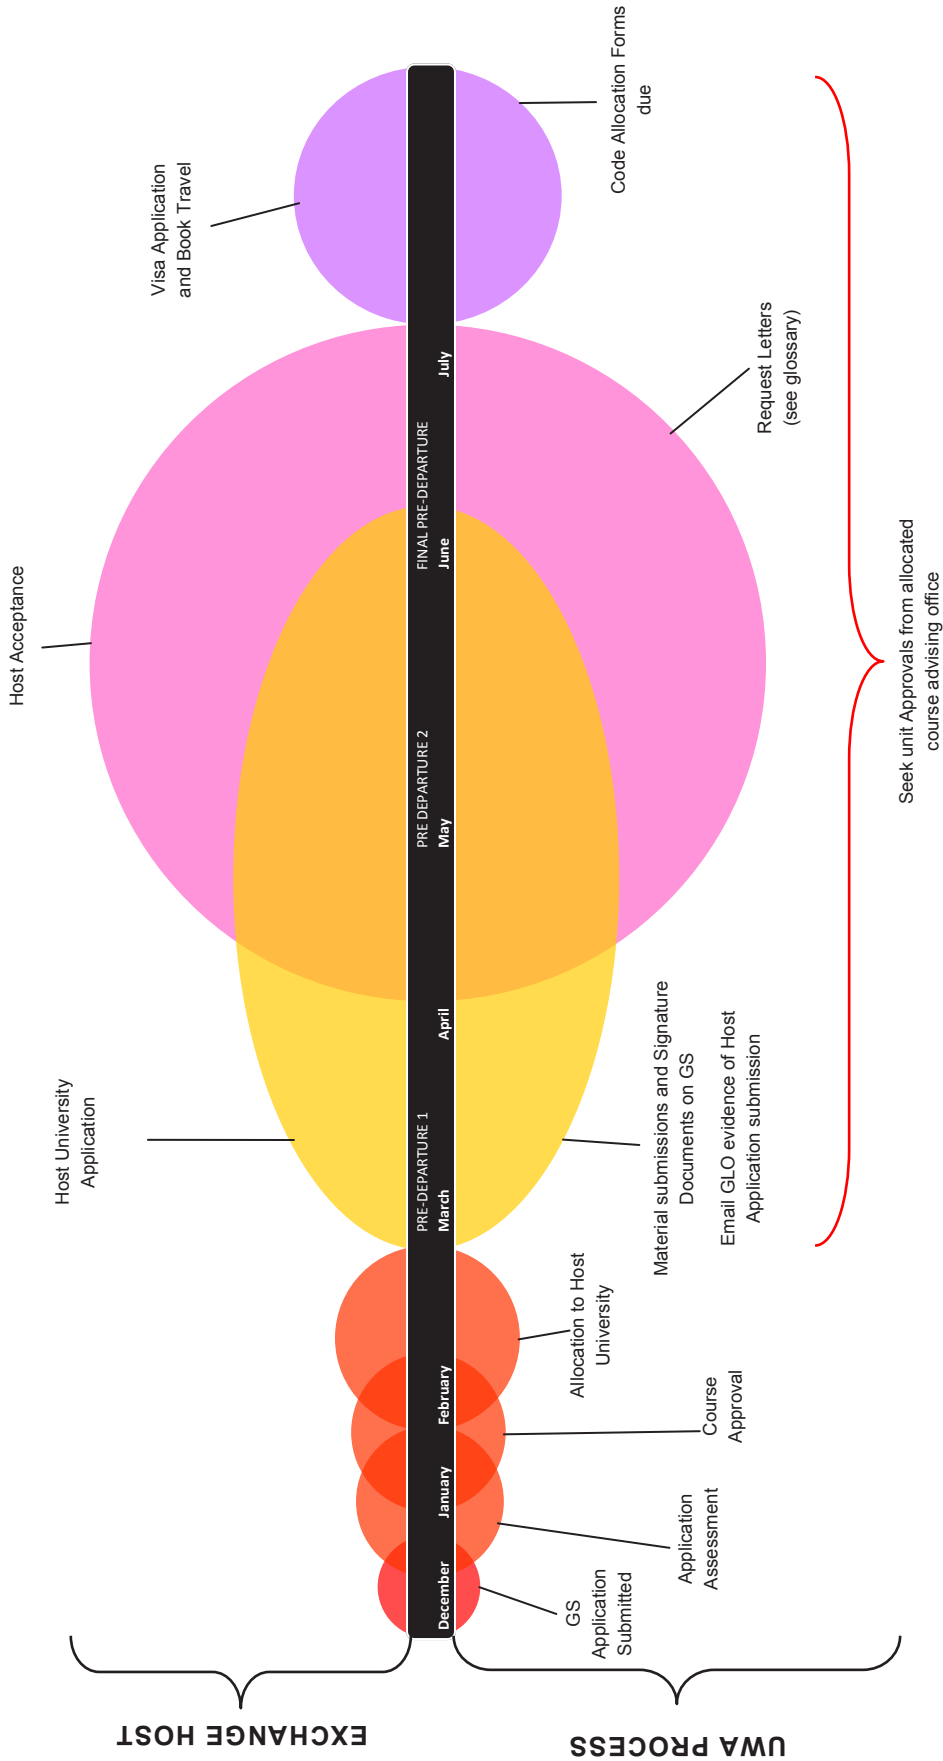 EXCHANGE HOST
UWA PROCESS
Host University
Application
Host Acceptance
Visa Application
and Book Travel
PRE-DEPARTURE 1
PRE DEPARTURE 2
FINAL PRE-DEPARTURE
December
January
February
March
April
May
June
July
GS
Application
Submitted
Application
Assessment
Course
Approval
Allocation to Host
University
Material submissions and Signature
Documents on GS
Email GLO evidence of Host
Application submission
Request Letters
(see glossary)
Code Allocation Forms
due
Seek unit Approvals from allocated
course advising office